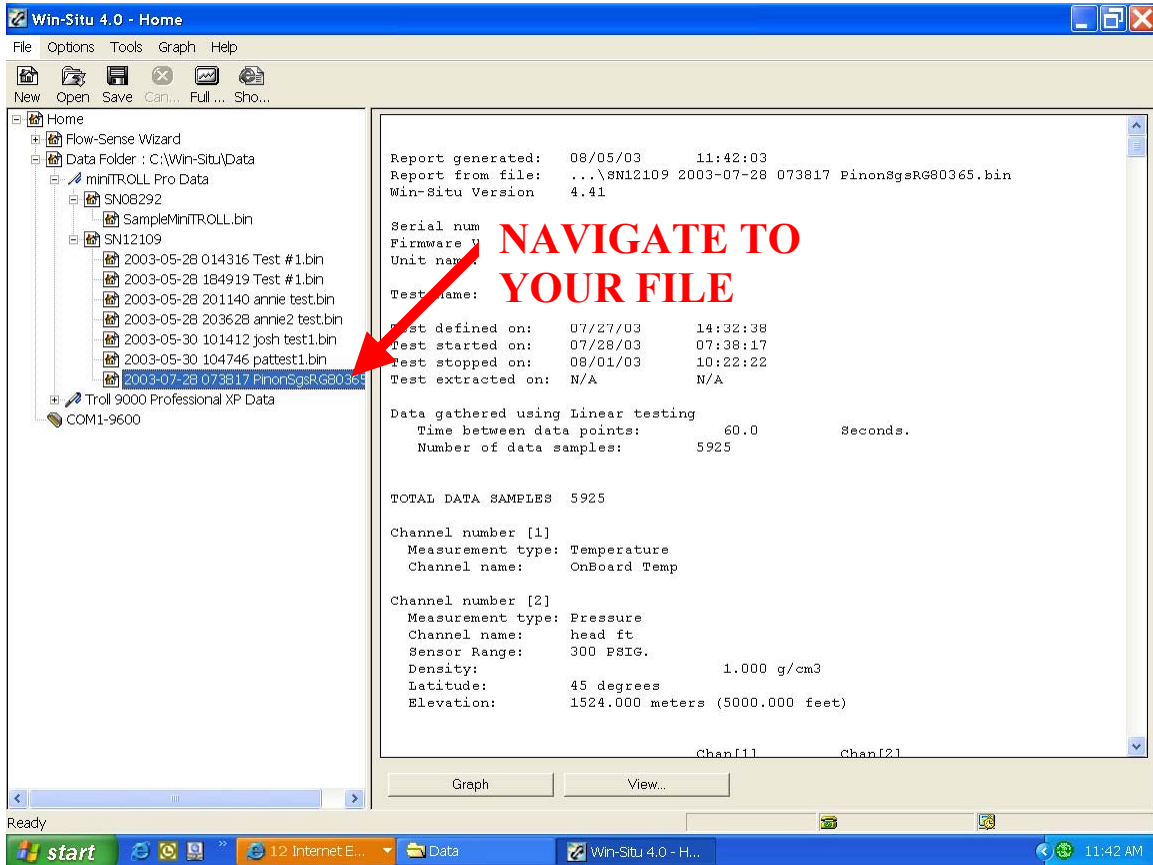 Win-Situ 4.0 - Home
File Options Tools Graph Help
New Open Save Can... Full ... Sho...
Home
Flow-Sense Wizard
Data Folder : C:\Win-Situ\Data
miniTROLL Pro Data
SN08292
SampleMiniTROLL.bin
SN12109
2003-05-28 014316 Test #1.bin
2003-05-28 184919 Test #1.bin
2003-05-28 201140 annie test.bin
2003-05-28 203628 annie2 test.bin
2003-05-30 101412 josh test1.bin
2003-05-30 104746 pattest1.bin
2003-07-28 073817 PinonSgsRG80365
Troll 9000 Professional XP Data
COM1-9600
Report generated: 08/05/03 11:42:03
Report from file: ...\SN12109 2003-07-28 073817 PinonSgsRG80365.bin
Win-Situ Version 4.41
Serial num
Firmware V
Unit name:
NAVIGATE TO
YOUR FILE
Test name:
Test defined on: 07/27/03 14:32:38
Test started on: 07/28/03 07:38:17
Test stopped on: 08/01/03 10:22:22
Test extracted on: N/A N/A
Data gathered using Linear testing
Time between data points: 60.0 Seconds.
Number of data samples: 5925
TOTAL DATA SAMPLES 5925
Channel number [1]
Measurement type: Temperature
Channel name: OnBoard Temp
Channel number [2]
Measurement type: Pressure
Channel name: head ft
Sensor Range: 300 PSIG.
Density: 1.000 g/cm3
Latitude: 45 degrees
Elevation: 1524.000 meters (5000.000 feet)
Chan[1] Chan[2]
Graph View...
Ready
start 12 Internet E... Data Win-Situ 4.0 - H... 11:42 AM